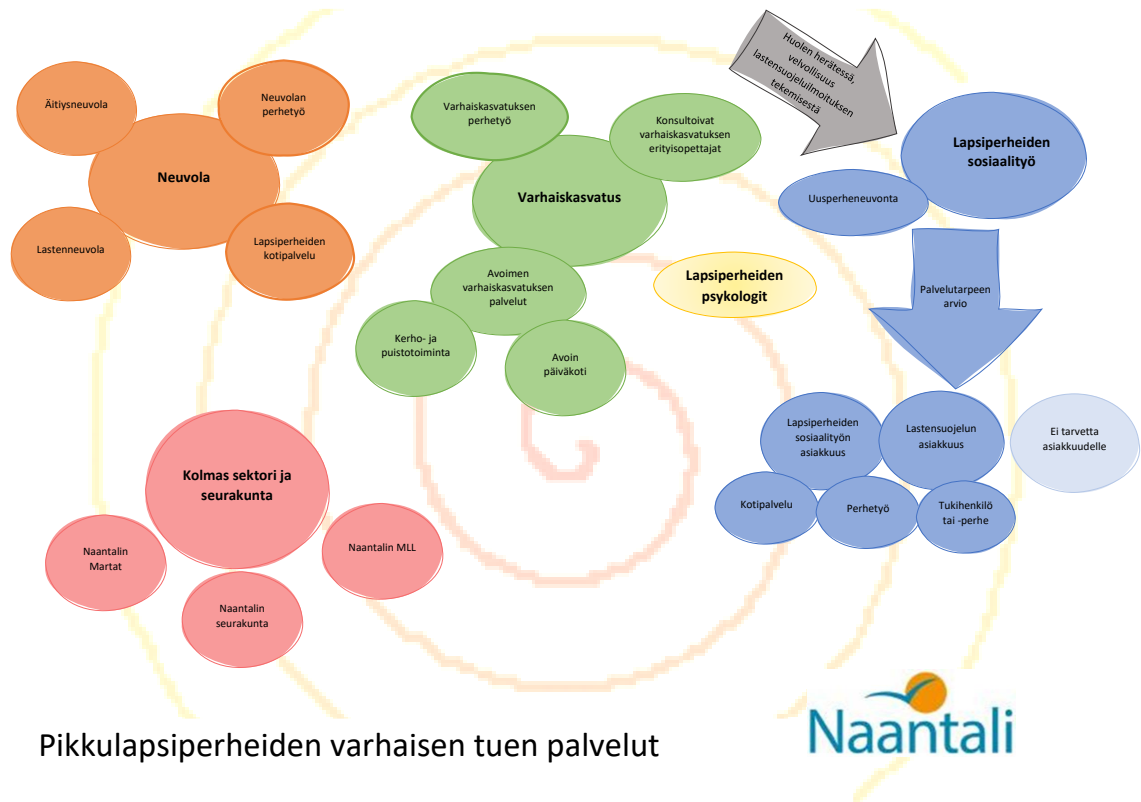 Äitiysneuvola
Neuvolan
perhetyö
Neuvola
Lastenneuvola
Lapsiperheiden
kotipalvelu
Varhaiskasvatuksen
perhetyö
Konsultoivat
varhaiskasvatuksen
erityisopettajat
Varhaiskasvatus
Avoimen
varhaiskasvatuksen
palvelut
Kerho- ja
puistotoiminta
Avoin
päiväkoti
Lapsiperheiden
psykologit
Huolen herätessä,
velvollisuus
lastensuojeluilmoituksen
tekemisestä
Lapsiperheiden
sosiaalityö
Uusperheneuvonta
Palvelutarpeen
arvio
Lapsiperheiden
sosiaalityön
asiakkuus
Lastensuojelun
asiakkuus
Ei tarvetta
asiakkuudelle
Kotipalvelu
Perhetyö
Tukihenkilö
tai -perhe
Kolmas sektori ja
seurakunta
Naantalin
Martat
Naantalin
seurakunta
Naantalin MLL
Pikkulapsiperheiden varhaisen tuen palvelut
Naantali